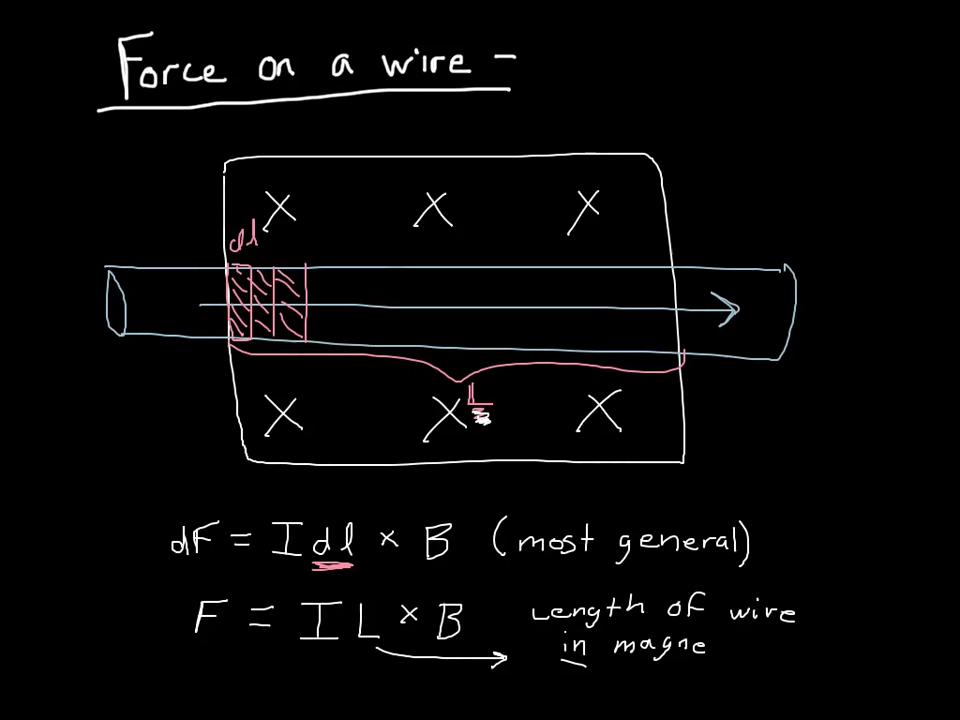 Force on a wire -
X X X
dl
L
X X X
dF = I dl × B (most general)
F = I L × B Length of wire
in magne